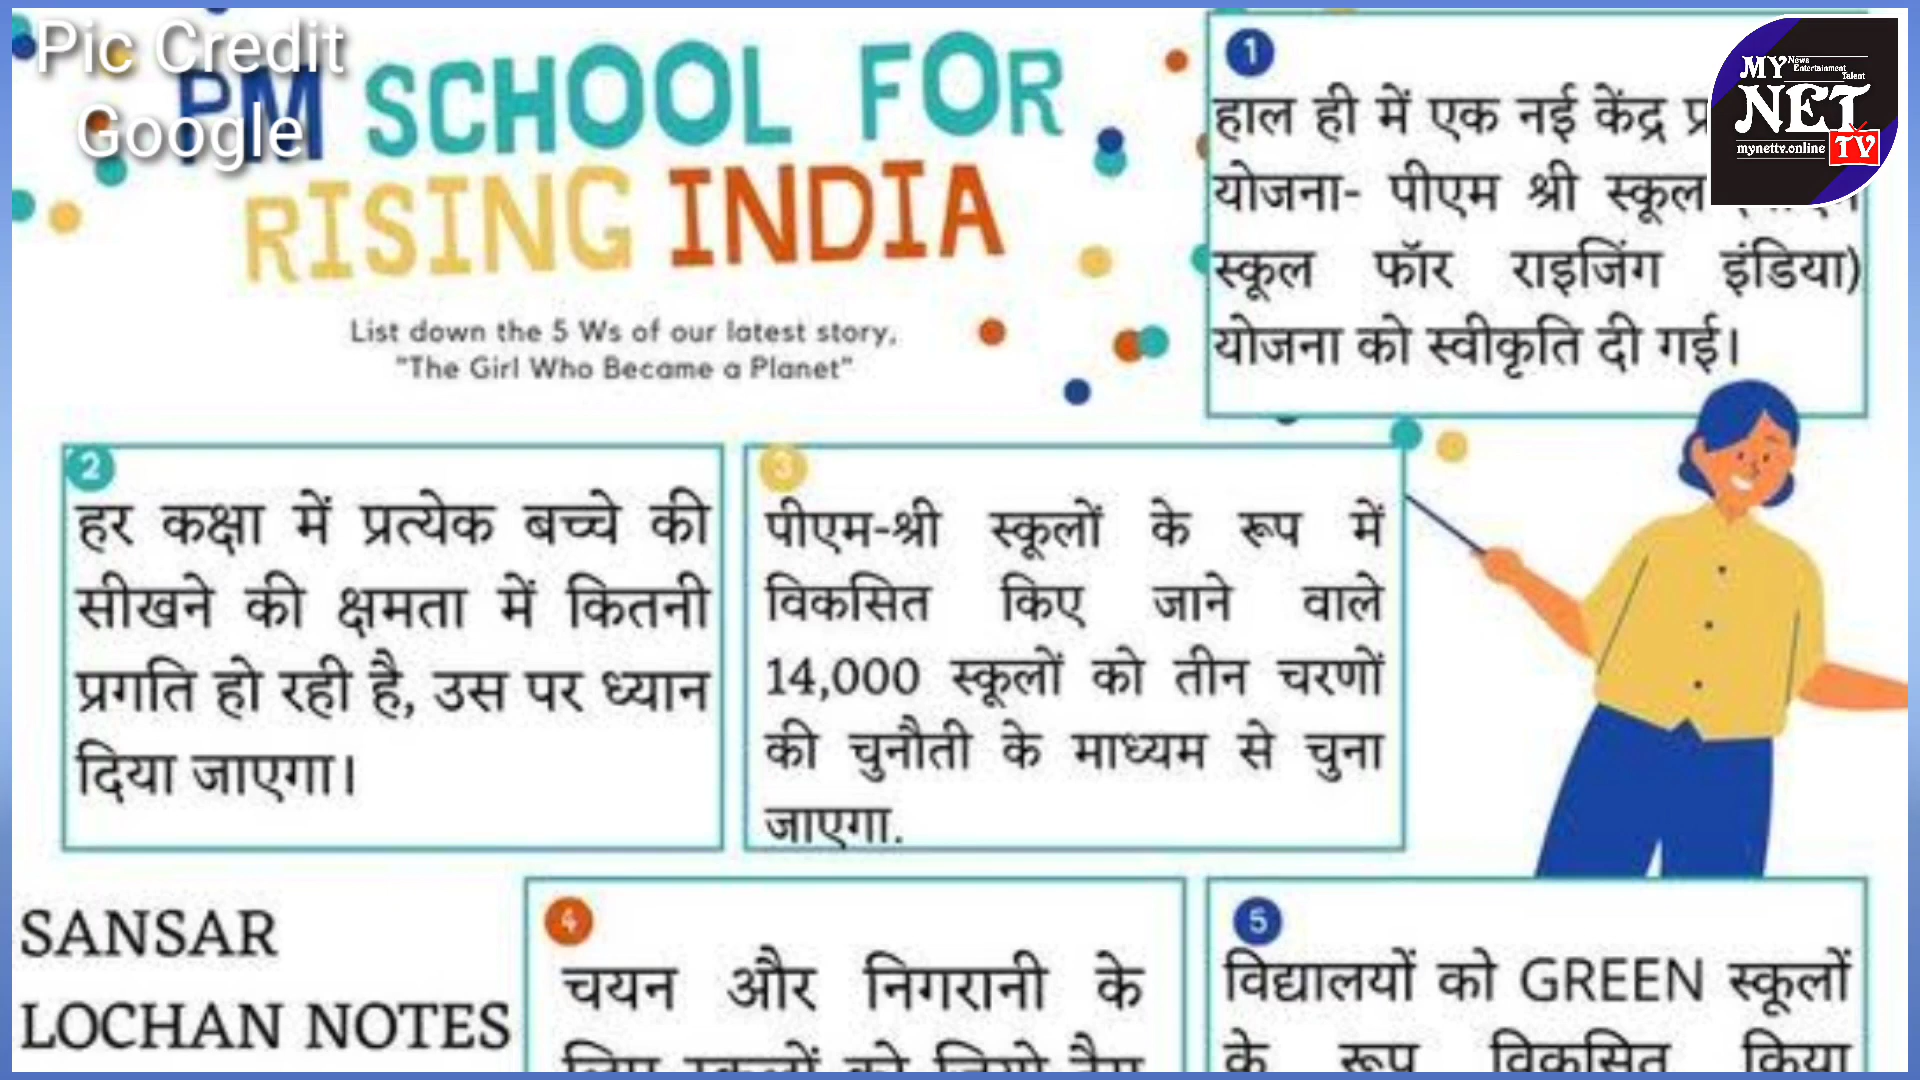 Pic Credit
Google
PM SCHOOL FOR
RISING INDIA
List down the 5 Ws of our latest story,
"The Girl Who Became a Planet"
1
हाल ही में एक नई केंद्र
योजना- पीएम श्री स्कूल
स्कूल फॉर राइजिंग इंडिया)
योजना को स्वीकृति दी गई।
MY News Entertainment Talent
NET
mynettv.online TV
2
हर कक्षा में प्रत्येक बच्चे की
सीखने की क्षमता में कितनी
प्रगति हो रही है, उस पर ध्यान
दिया जाएगा।
3
पीएम-श्री स्कूलों के रूप में
विकसित किए जाने वाले
14,000 स्कूलों को तीन चरणों
की चुनौती के माध्यम से चुना
जाएगा.
SANSAR
LOCHAN NOTES
4
चयन और निगरानी के
लिए स्कूलों को जियो टैग
5
विद्यालयों को GREEN स्कूलों
के रूप विकसित किया